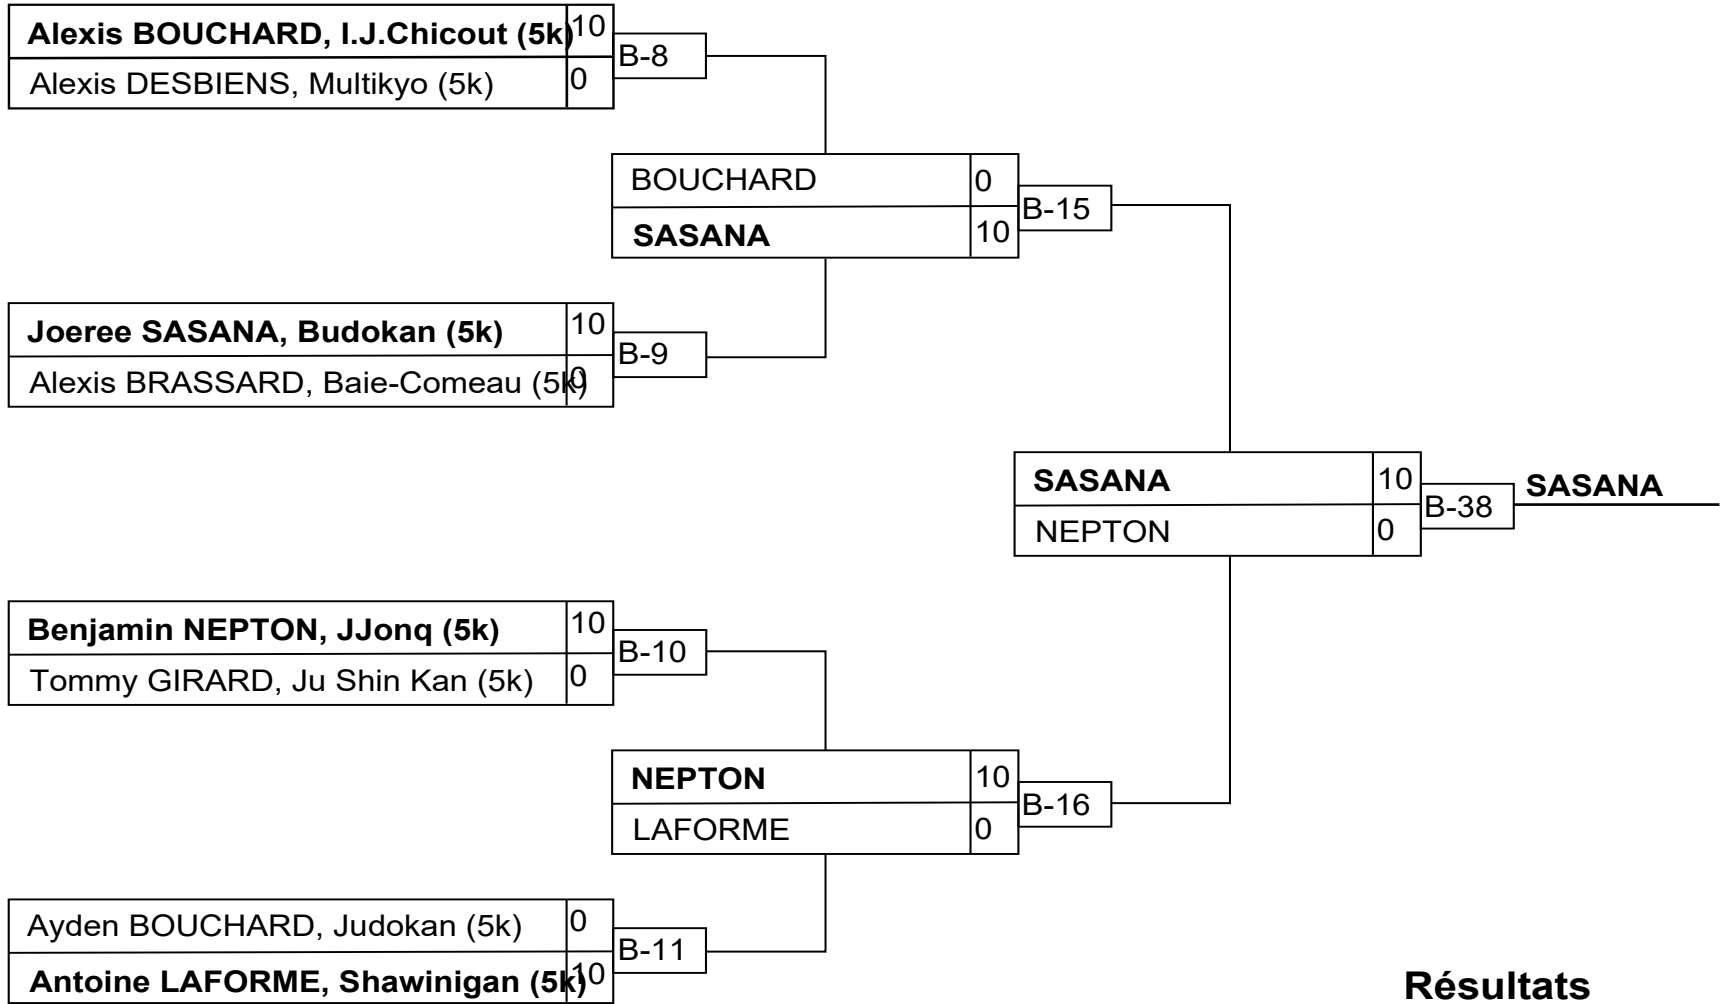 Alexis BOUCHARD, I.J.Chicout (5k) 10
B-8
Alexis DESBIENS, Multikyo (5k) 0
BOUCHARD 0
B-15
SASANA 10
Joeree SASANA, Budokan (5k) 10
B-9
Alexis BRASSARD, Baie-Comeau (5k) 0
SASANA 10
B-38
SASANA
NEPTON 0
Benjamin NEPTON, JJonq (5k) 10
B-10
Tommy GIRARD, Ju Shin Kan (5k) 0
NEPTON 10
B-16
LAFORME 0
Ayden BOUCHARD, Judokan (5k) 0
B-11
Antoine LAFORME, Shawinigan (5k) 10
Résultats